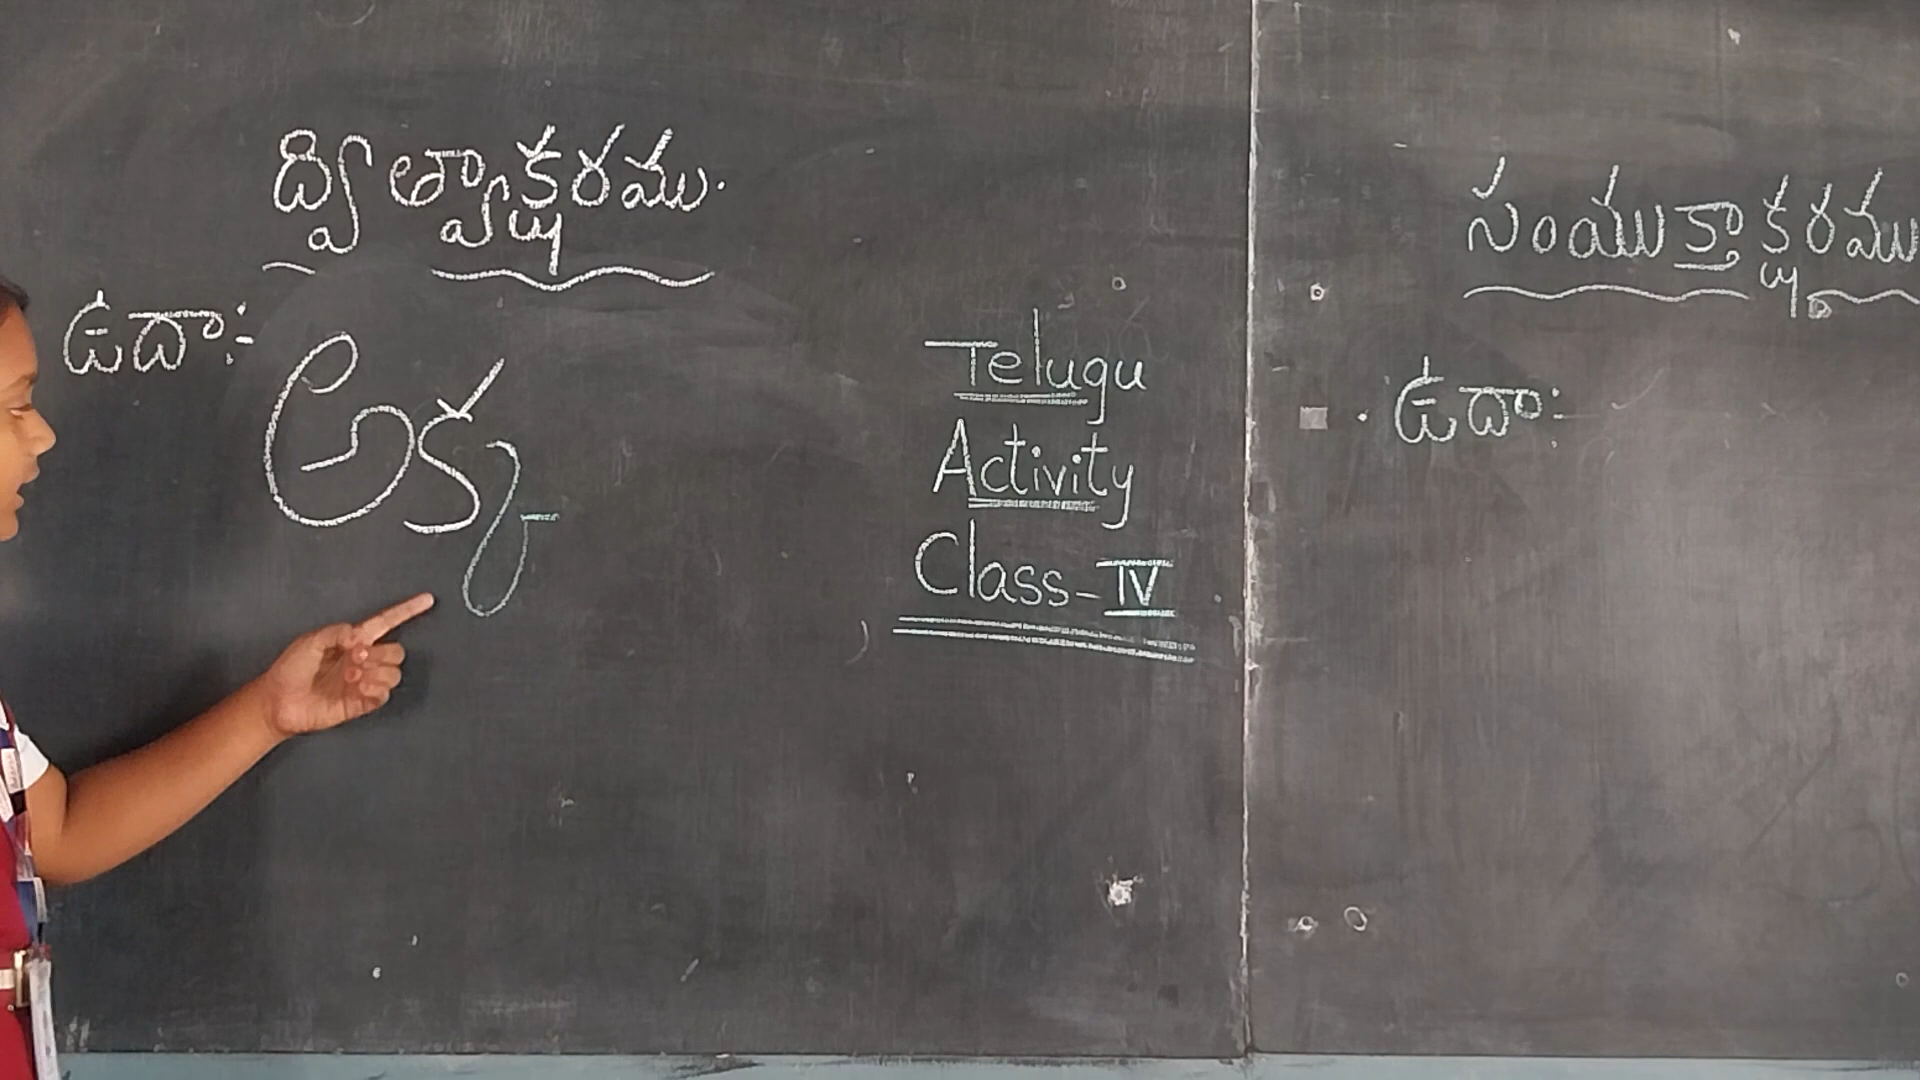 ద్విత్వాక్షరము.
ఉదా:-
అక్క
Telugu
Activity
Class-IV
సంయుక్తాక్షరము
ఉదా:-